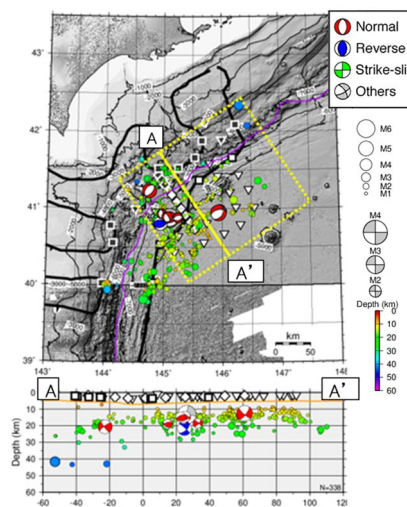 43˚
42˚
41˚
40˚
39˚
143˚
144˚
145˚
146˚
147˚
148
Normal
Reverse
Strike-sli
Others
M6
M5
M4
M3
M2
M1
M4
M3
M2
Depth (km)
0
10
20
30
40
50
60
A
A'
km
0 50
A
A'
0
10
20
30
40
50
60
Depth (km)
N=338
-60 -40 -20 0 20 40 60 80 100 120